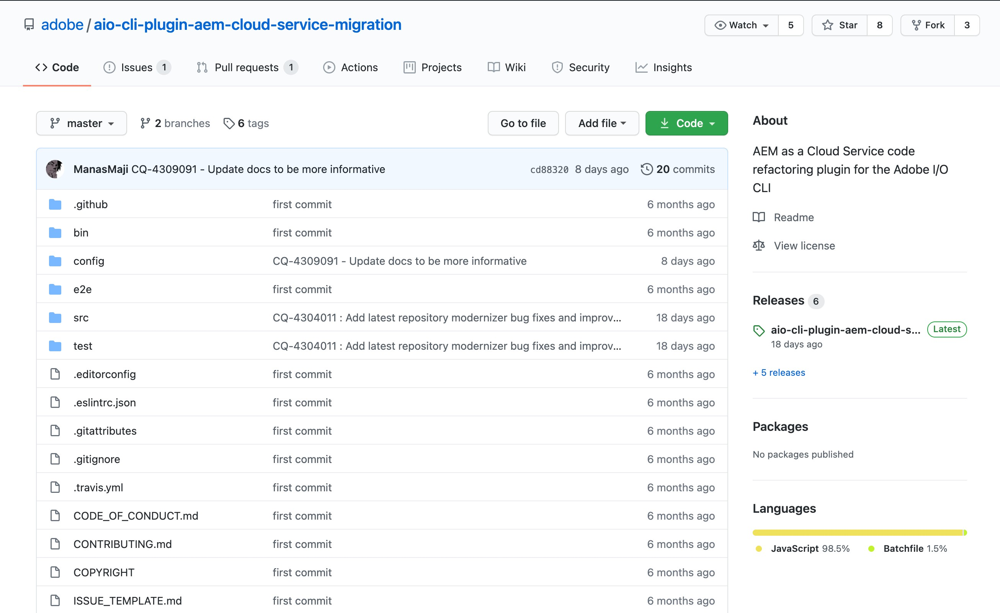 adobe / aio-cli-plugin-aem-cloud-service-migration
Watch 5 Star 8 Fork 3
Code Issues 1 Pull requests 1 Actions Projects Wiki Security Insights
master 2 branches 6 tags Go to file Add file Code
ManasMaji CQ-4309091 - Update docs to be more informative cd88320 8 days ago 20 commits
.github first commit 6 months ago
bin first commit 6 months ago
config CQ-4309091 - Update docs to be more informative 8 days ago
e2e first commit 6 months ago
src CQ-4304011 : Add latest repository modernizer bug fixes and improv... 18 days ago
test CQ-4304011 : Add latest repository modernizer bug fixes and improv... 18 days ago
.editorconfig first commit 6 months ago
.eslintrc.json first commit 6 months ago
.gitattributes first commit 6 months ago
.gitignore first commit 6 months ago
.travis.yml first commit 6 months ago
CODE_OF_CONDUCT.md first commit 6 months ago
CONTRIBUTING.md first commit 6 months ago
COPYRIGHT first commit 6 months ago
ISSUE_TEMPLATE.md first commit 6 months ago
About
AEM as a Cloud Service code
refactoring plugin for the Adobe I/O
CLI
Readme
View license
Releases 6
aio-cli-plugin-aem-cloud-s... Latest
18 days ago
+ 5 releases
Packages
No packages published
Languages
JavaScript 98.5% Batchfile 1.5%